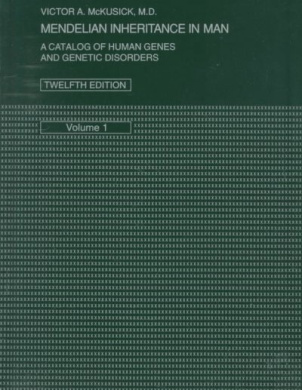 VICTOR A. McKUSICK, M.D.
MENDELIAN INHERITANCE IN MAN
A CATALOG OF HUMAN GENES
AND GENETIC DISORDERS
TWELFTH EDITION
Volume 1